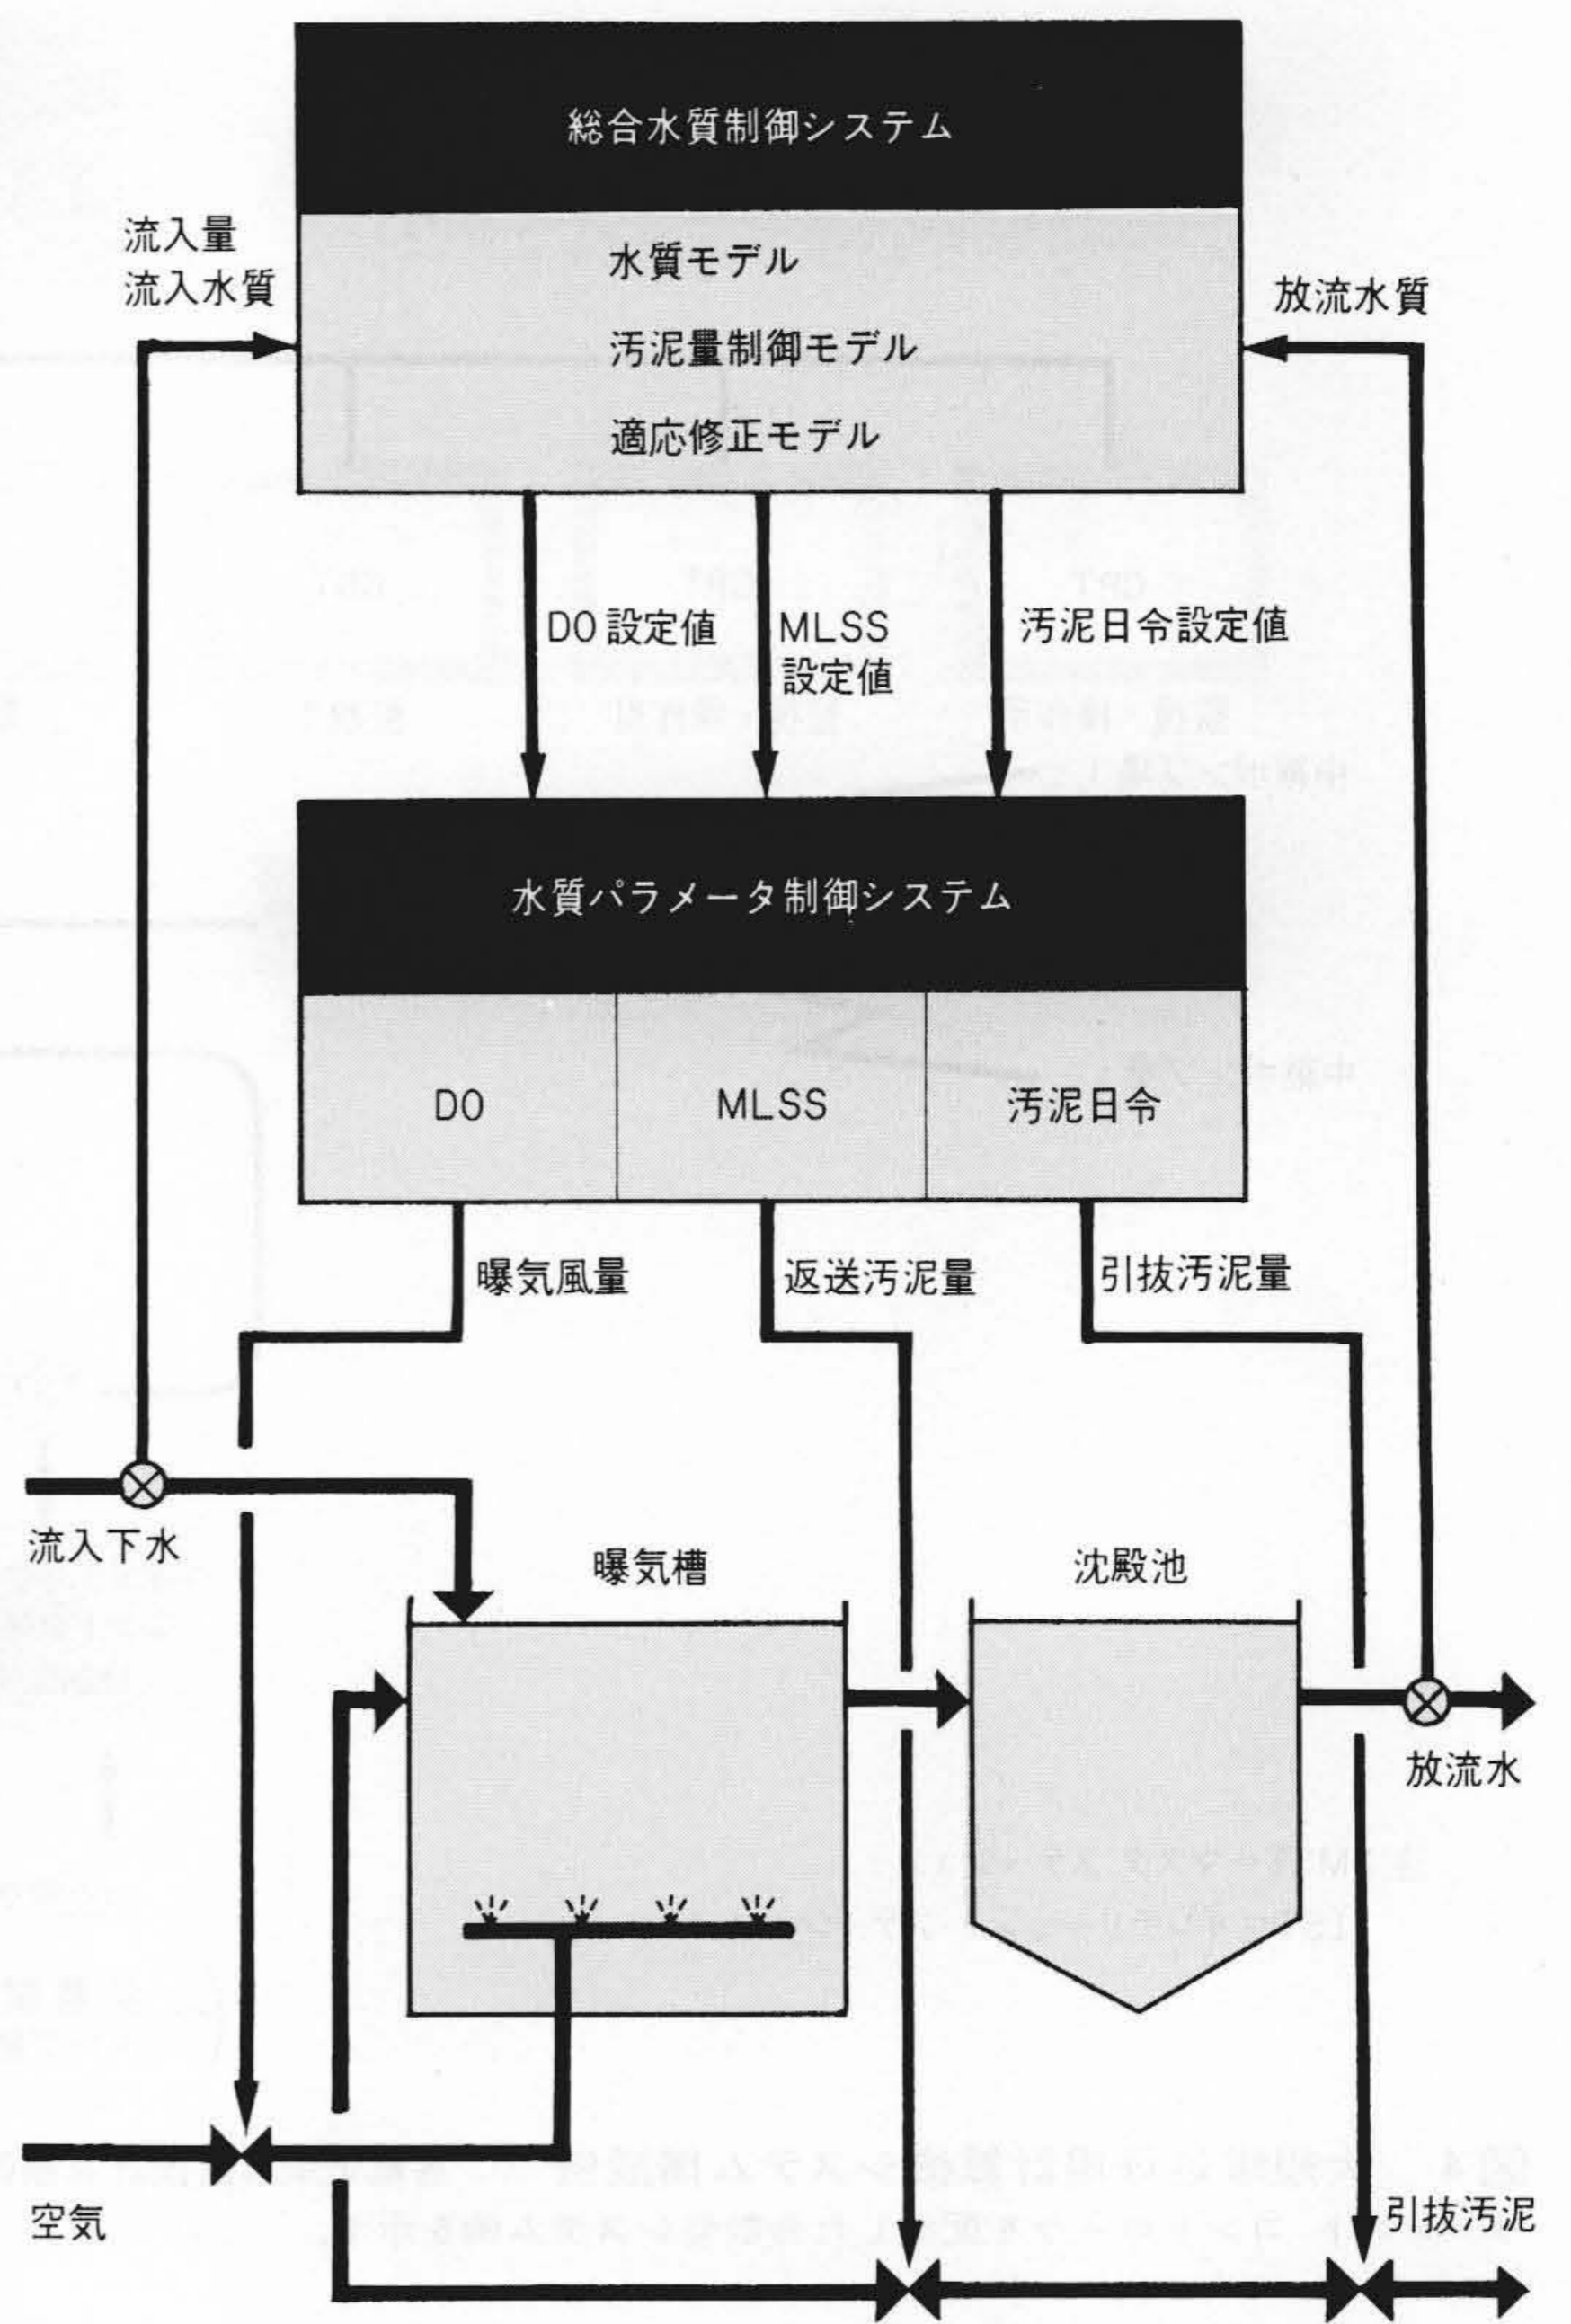 総合水質制御システム
流入量
流入水質
水質モデル
汚泥量制御モデル
適応修正モデル
放流水質
DO 設定値
MLSS
設定値
汚泥日令設定値
水質パラメータ制御システム
DO
MLSS
汚泥日令
曝気風量
返送汚泥量
引抜汚泥量
流入下水
曝気槽
沈殿池
放流水
空気
引抜汚泥